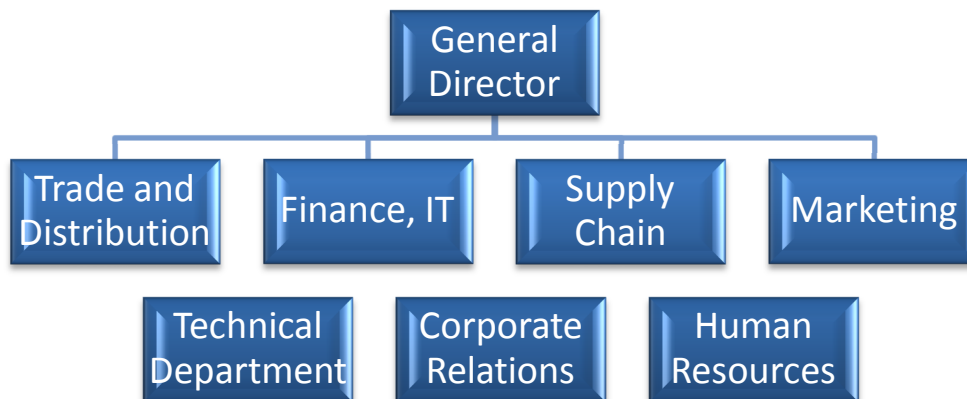 General
Director
Trade and
Distribution
Finance, IT
Supply
Chain
Marketing
Technical
Department
Corporate
Relations
Human
Resources